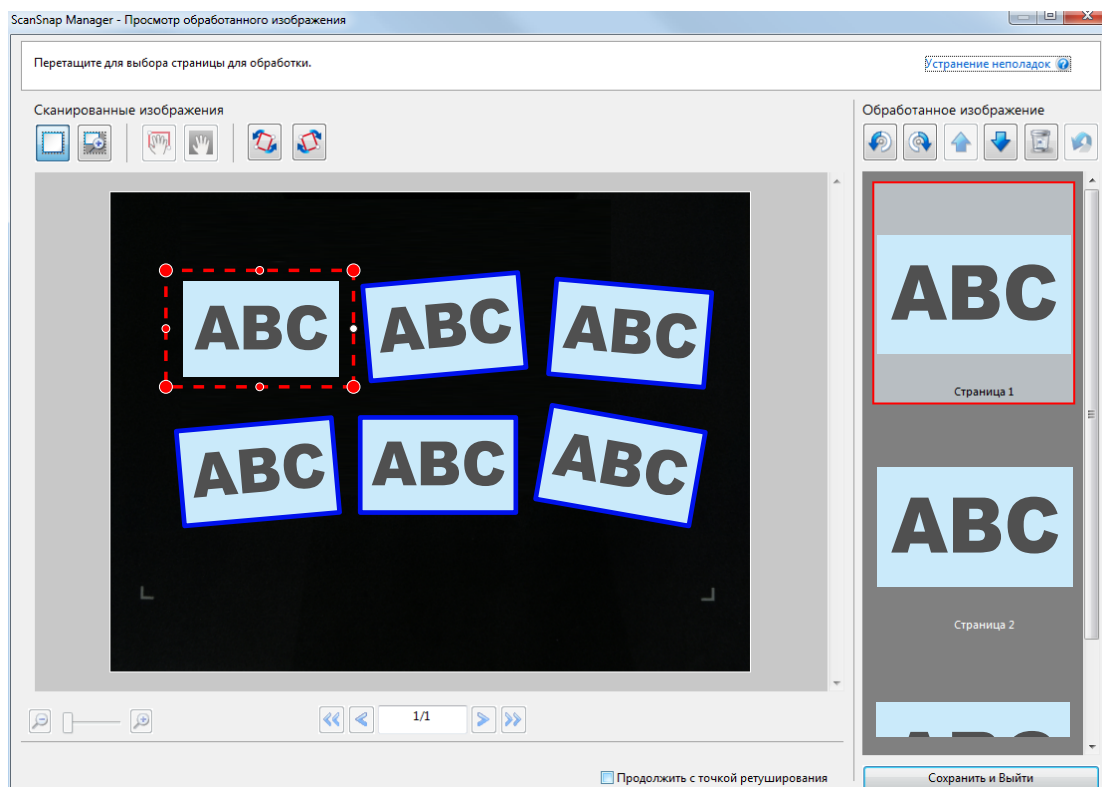 ScanSnap Manager - Просмотр обработанного изображения
Перетащите для выбора страницы для обработки.
Устранение неполадок
Сканированные изображения
Обработанное изображение
ABC ABC ABC
ABC ABC ABC
ABC
Страница 1
ABC
Страница 2
1/1
Продолжить с точкой ретуширования
Сохранить и Выйти